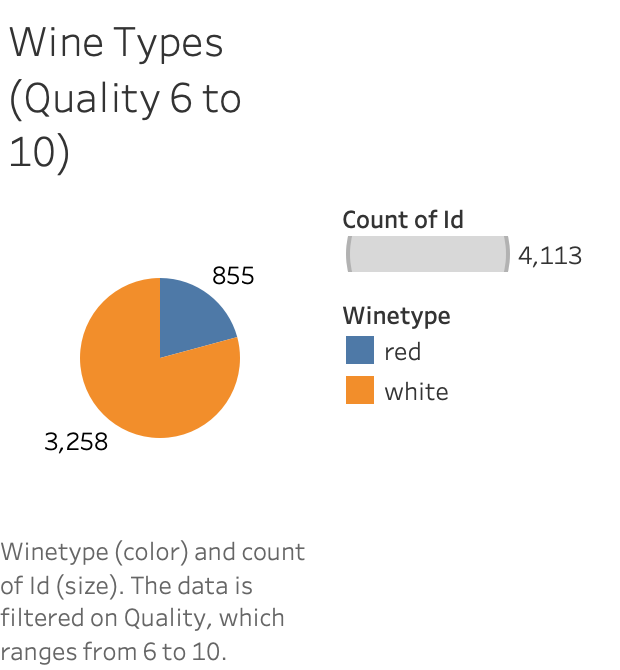 Wine Types
(Quality 6 to
10)
Count of Id
4,113
855
Winetype
red
white
3,258
Winetype (color) and count
of Id (size). The data is
filtered on Quality, which
ranges from 6 to 10.